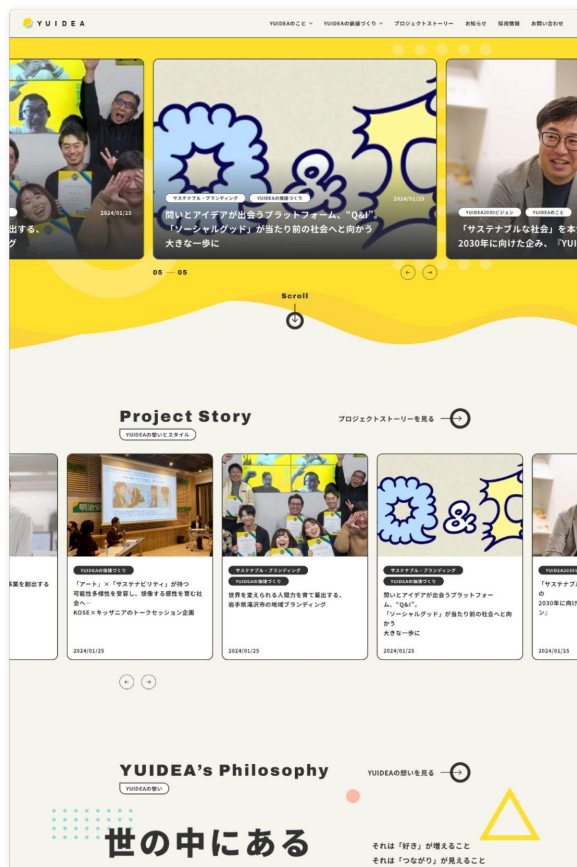 YUIDEA
YUIDEAのこと
YUIDEAの価値づくり
プロジェクトストーリー
お知らせ
採用情報
お問い合わせ
2024/01/25
出する、
グ
Q&I
サステナブル・ブランディング
YUIDEAの価値づくり
2024/01/25
問いとアイデアが出会うプラットフォーム、“Q&I”。
「ソーシャルグッド」が当たり前の社会へと向かう
大きな一歩に
YUIDEA2030ビジョン
YUIDEAのこと
「サステナブルな社会」を本
2030年に向けた企み、『YUI
05 — 05
Scroll
Project Story
YUIDEAの想いとスタイル
プロジェクトストーリーを見る
事業を創出する
明治
YUIDEAの価値づくり
「アート」×「サステナビリティ」が持つ
可能性多様性を受容し、想像する感性を育む社
会へ―
KOSE×キッザニアのトークセッション企画
2024/01/25
サステナブル・ブランディング
YUIDEAの価値づくり
世界を変えられる人間力を育て輩出する、
岩手県滝沢市の地域ブランディング
2024/01/25
Q&I
サステナブル・ブランディング
YUIDEAの価値づくり
問いとアイデアが出会うプラットフォー
ム、“Q&I”。
「ソーシャルグッド」が当たり前の社会へと向
かう
大きな一歩に
2024/01/25
YUIDEA2030
「サステナブ
の
2030年に向け
ン』
2024/01/25
YUIDEA’s Philosophy
YUIDEAの想い
YUIDEAの想いを見る
世の中にある
それは「好き」が増えること
それは「つながり」が見えること